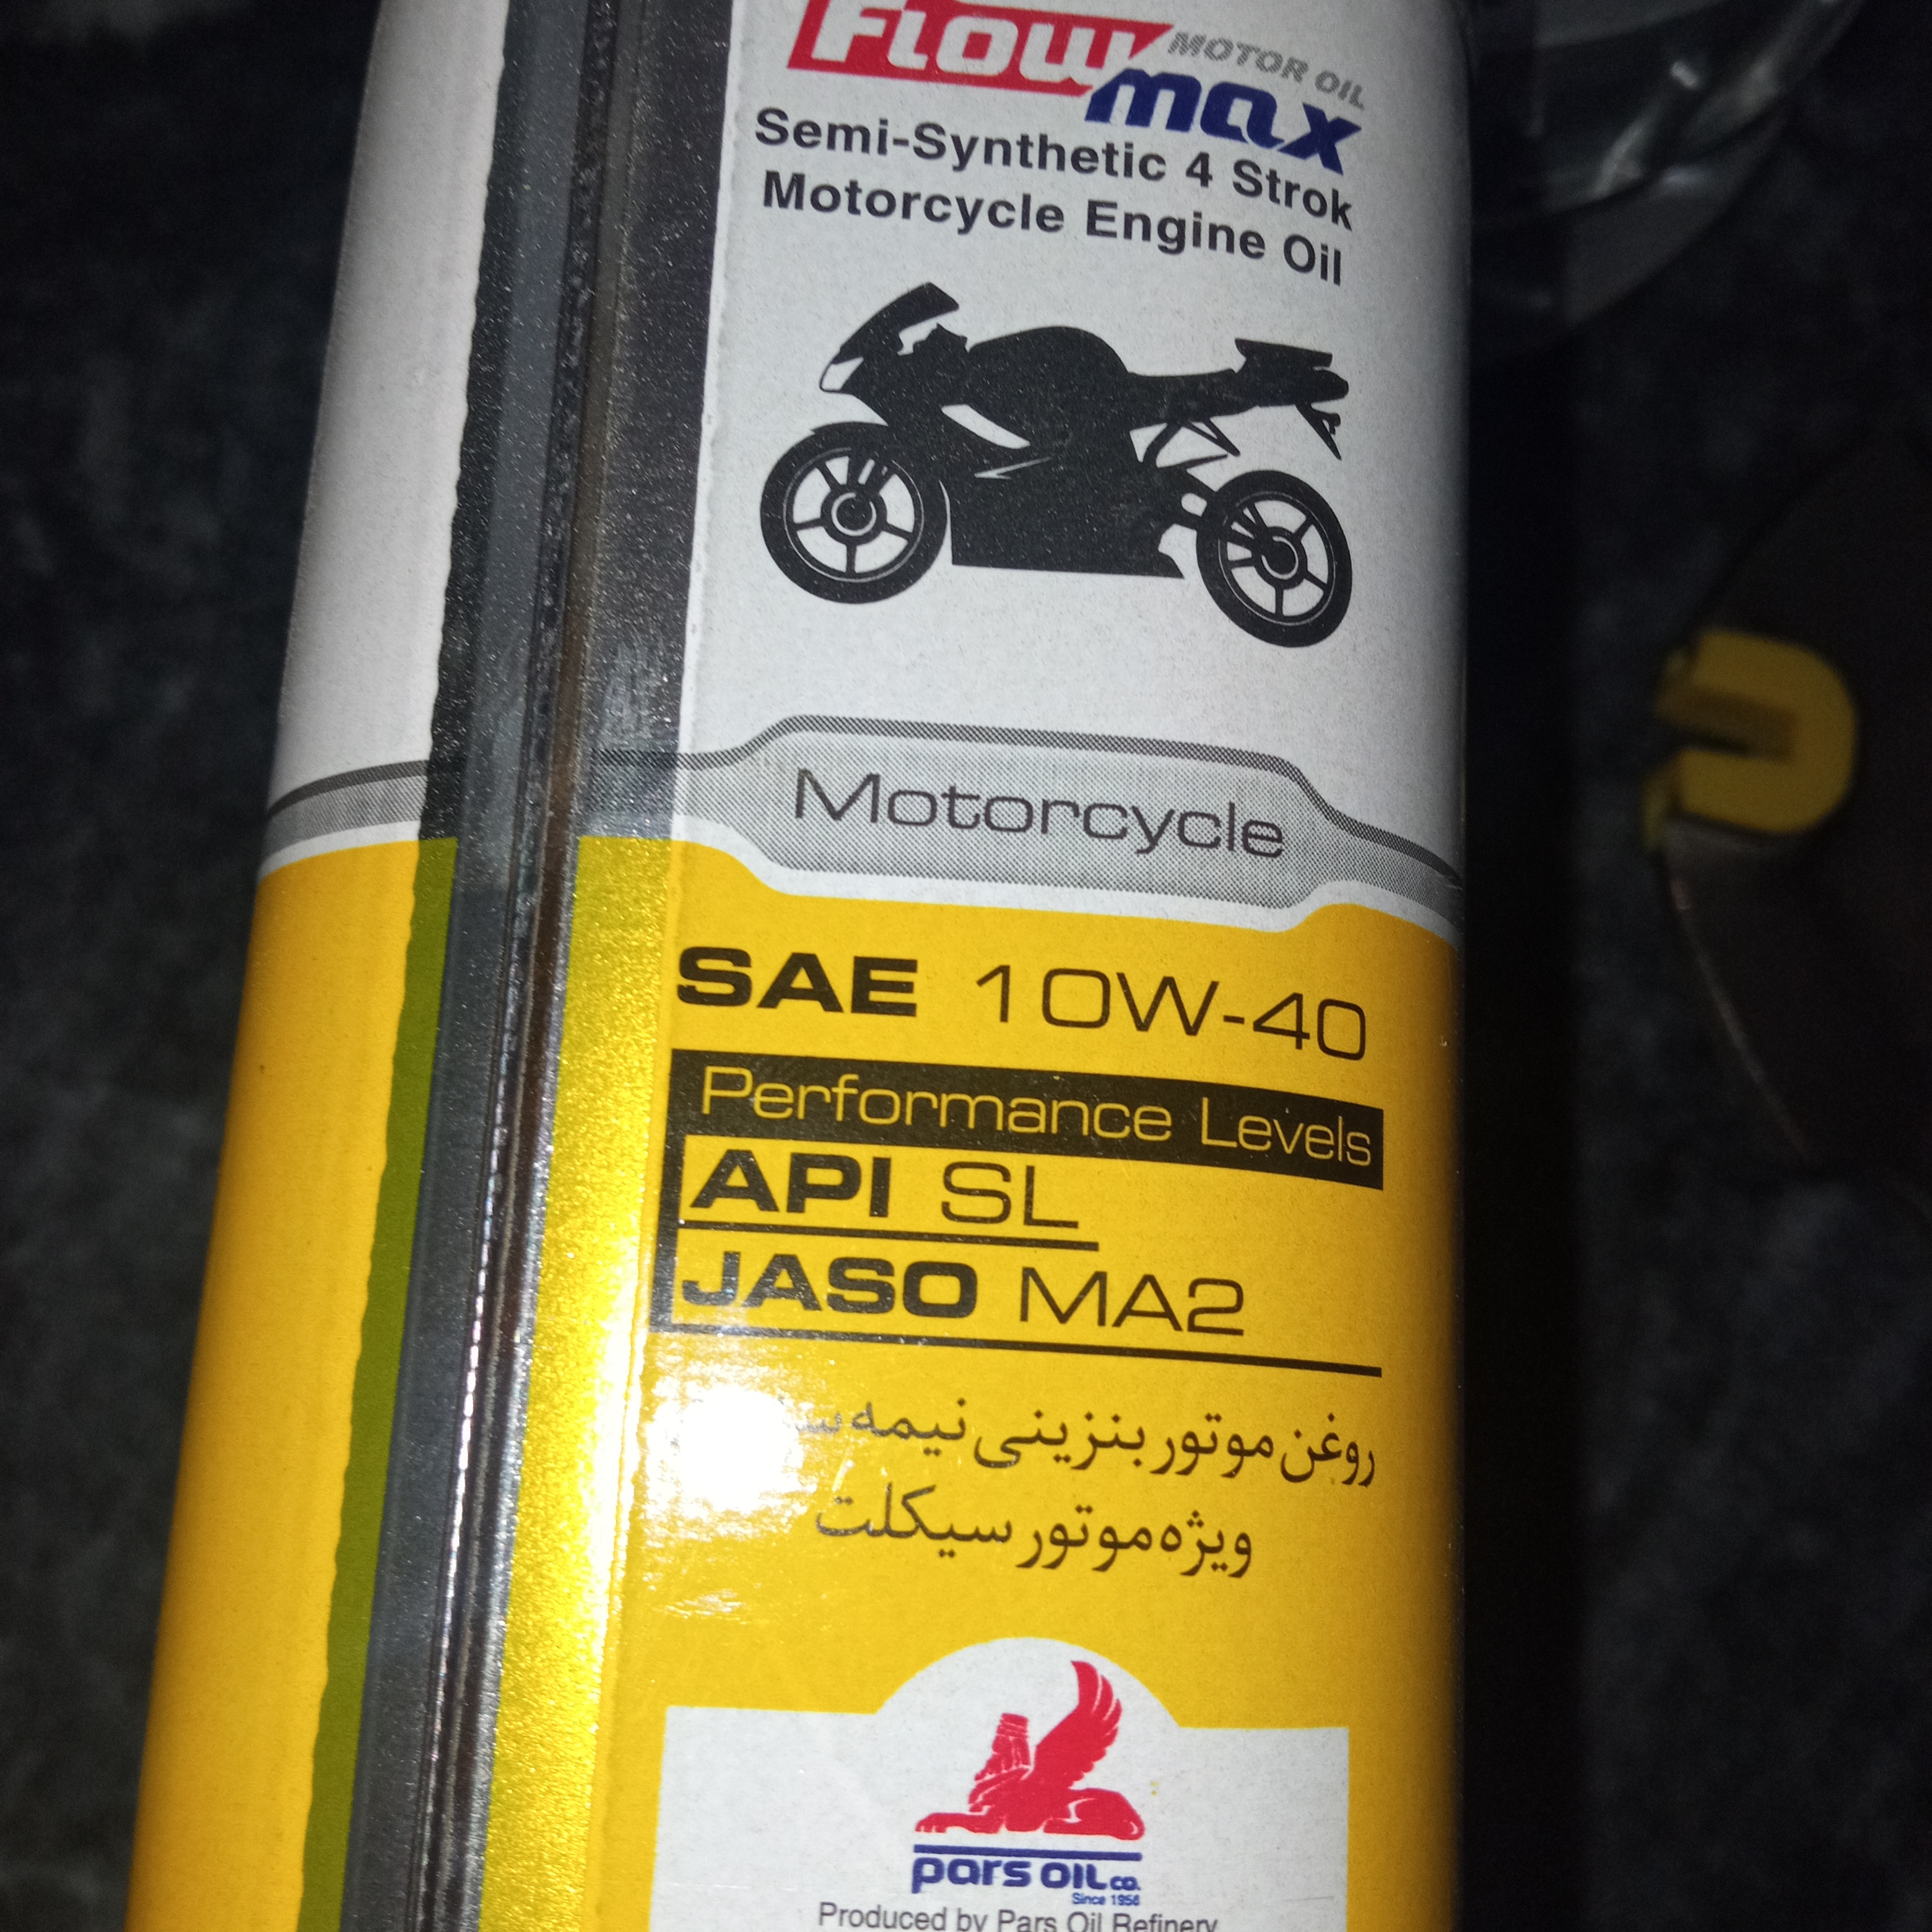 Flow MOTOR OIL
max
Semi-Synthetic 4 Strok
Motorcycle Engine Oil
Motorcycle
SAE 10W-40
Performance Levels
API SL
JASO MA2
روغن موتور بنزینی نیمه
ویژه موتور سیکلت
pars OIL co.
Since 1956
Produced by Pars Oil Refinery